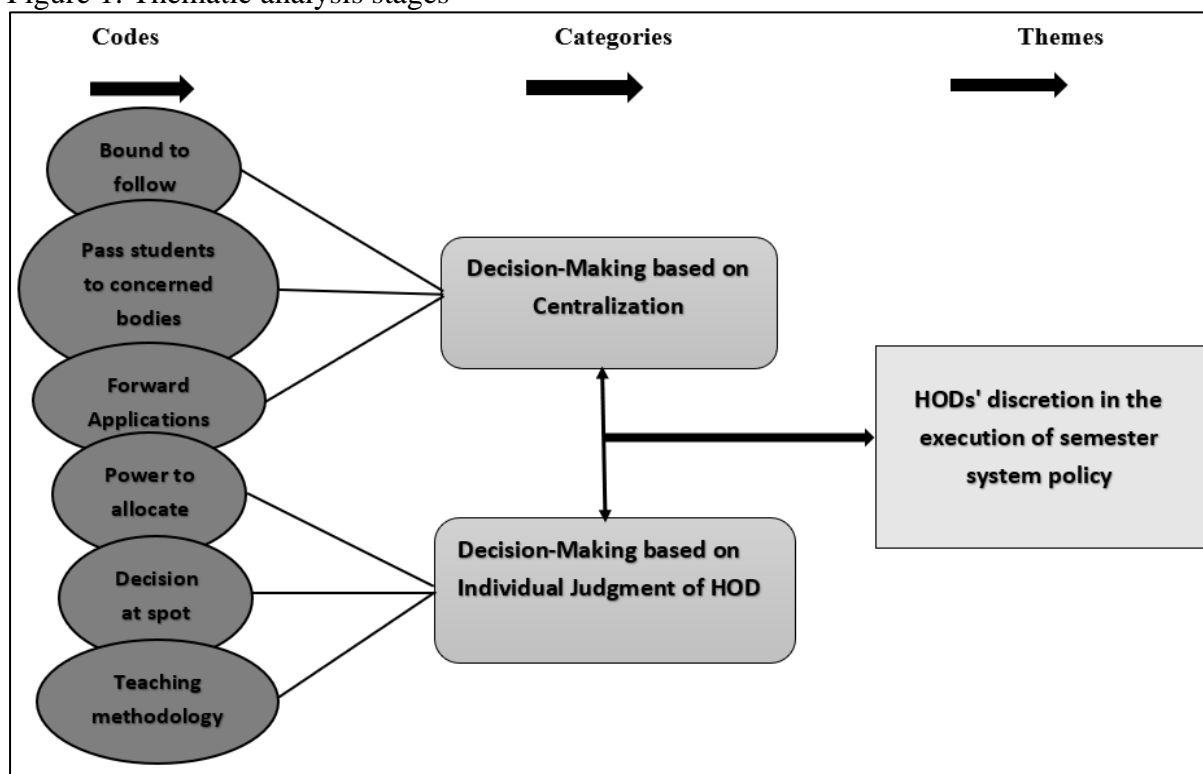 Figure 1. Thematic analysis stages
Codes
Categories
Themes
Bound to
follow
Pass students
to concerned
bodies
Forward
Applications
Power to
allocate
Decision
at spot
Teaching
methodology
Decision-Making based on
Centralization
Decision-Making based on
Individual Judgment of HOD
HODs' discretion in the
execution of semester
system policy